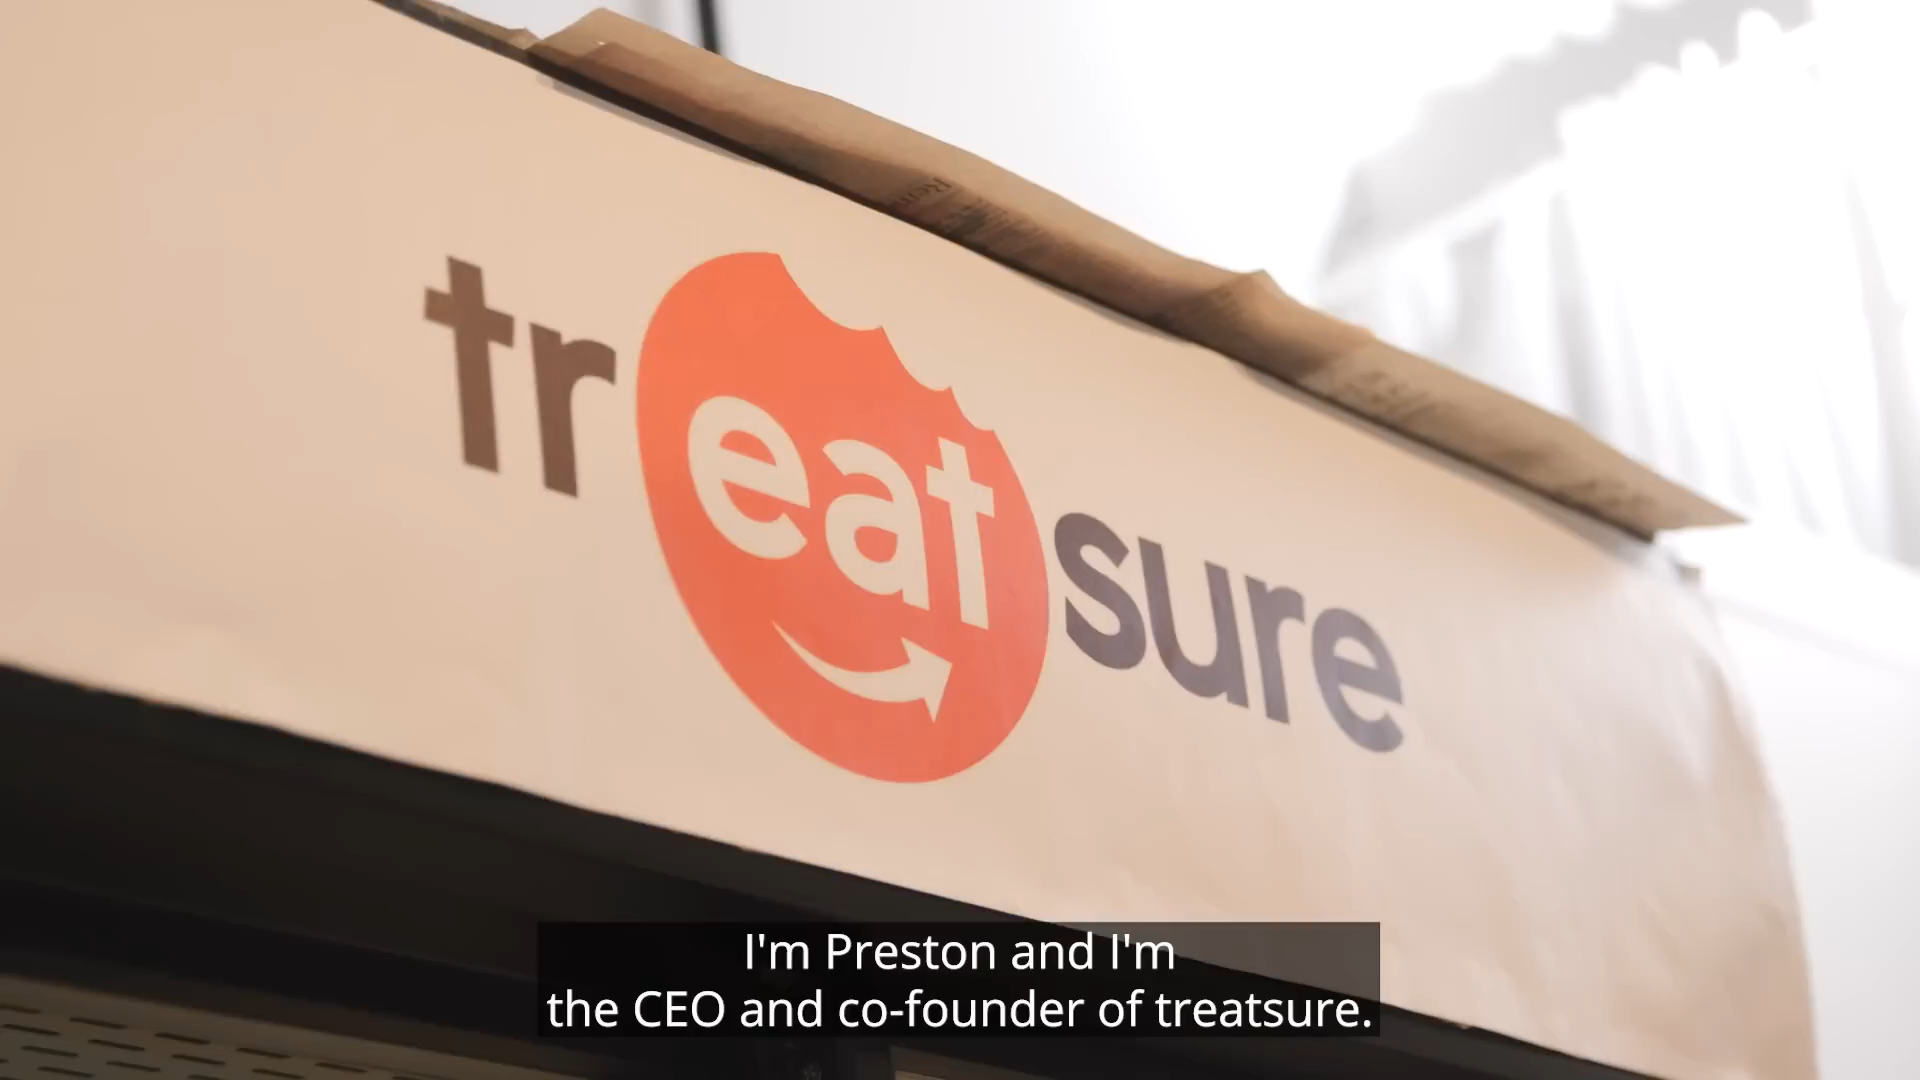 treatsure
I'm Preston and I'm
the CEO and co-founder of treatsure.